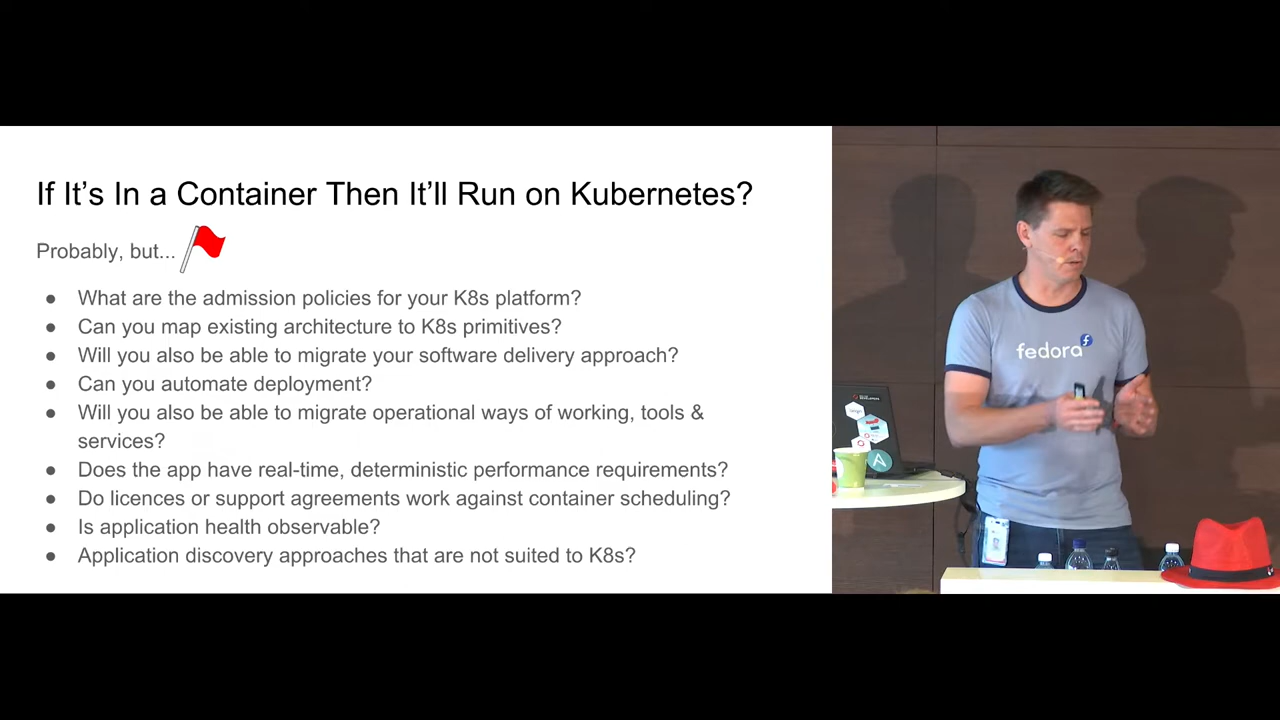 If It's In a Container Then It'll Run on Kubernetes?
Probably, but...
● What are the admission policies for your K8s platform?
● Can you map existing architecture to K8s primitives?
● Will you also be able to migrate your software delivery approach?
● Can you automate deployment?
● Will you also be able to migrate operational ways of working, tools &
services?
● Does the app have real-time, deterministic performance requirements?
● Do licences or support agreements work against container scheduling?
● Is application health observable?
● Application discovery approaches that are not suited to K8s?
fedora